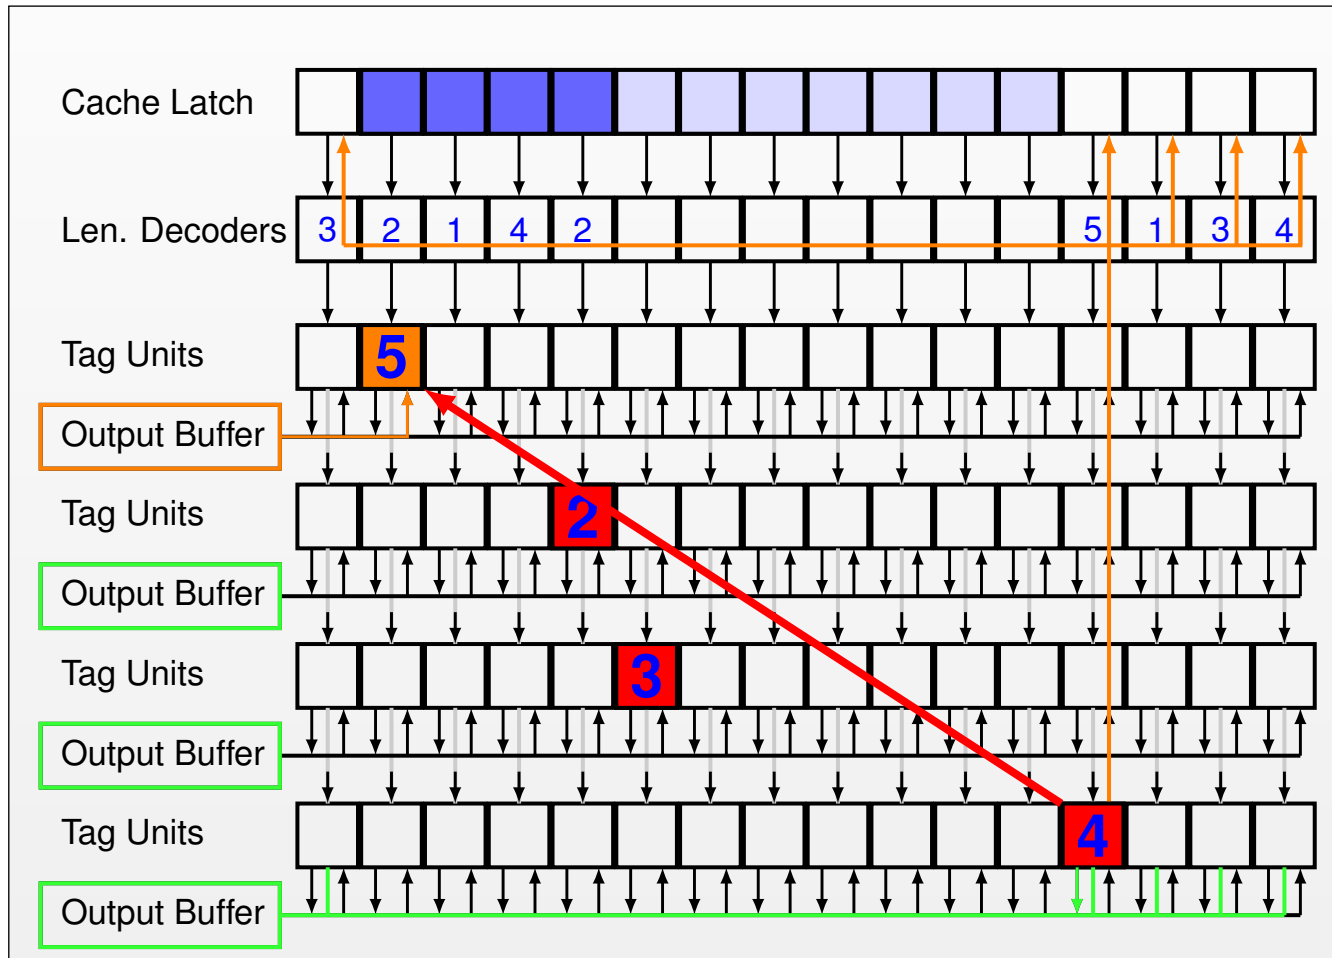 Cache Latch
Len. Decoders 3 2 1 4 2 5 1 3 4
Tag Units 5
Output Buffer
Tag Units 2
Output Buffer
Tag Units 3
Output Buffer
Tag Units 4
Output Buffer